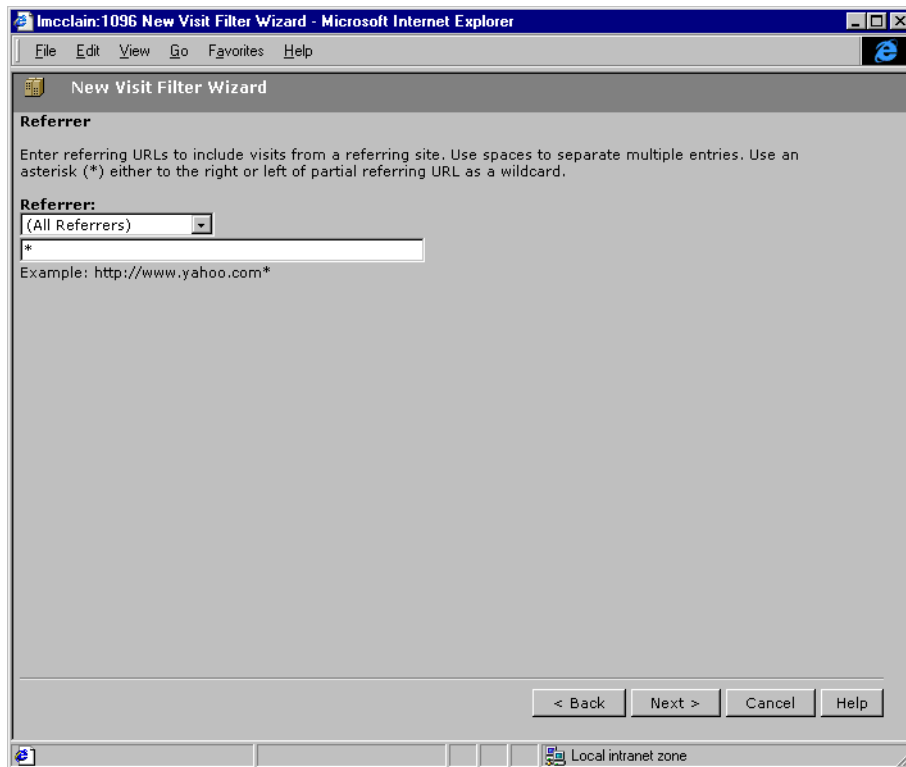 lmcclain:1096 New Visit Filter Wizard - Microsoft Internet Explorer
File Edit View Go Favorites Help
New Visit Filter Wizard
Referrer
Enter referring URLs to include visits from a referring site. Use spaces to separate multiple entries. Use an
asterisk (*) either to the right or left of partial referring URL as a wildcard.
Referrer:
(All Referrers)
*
Example: http://www.yahoo.com*
< Back Next > Cancel Help
Local intranet zone